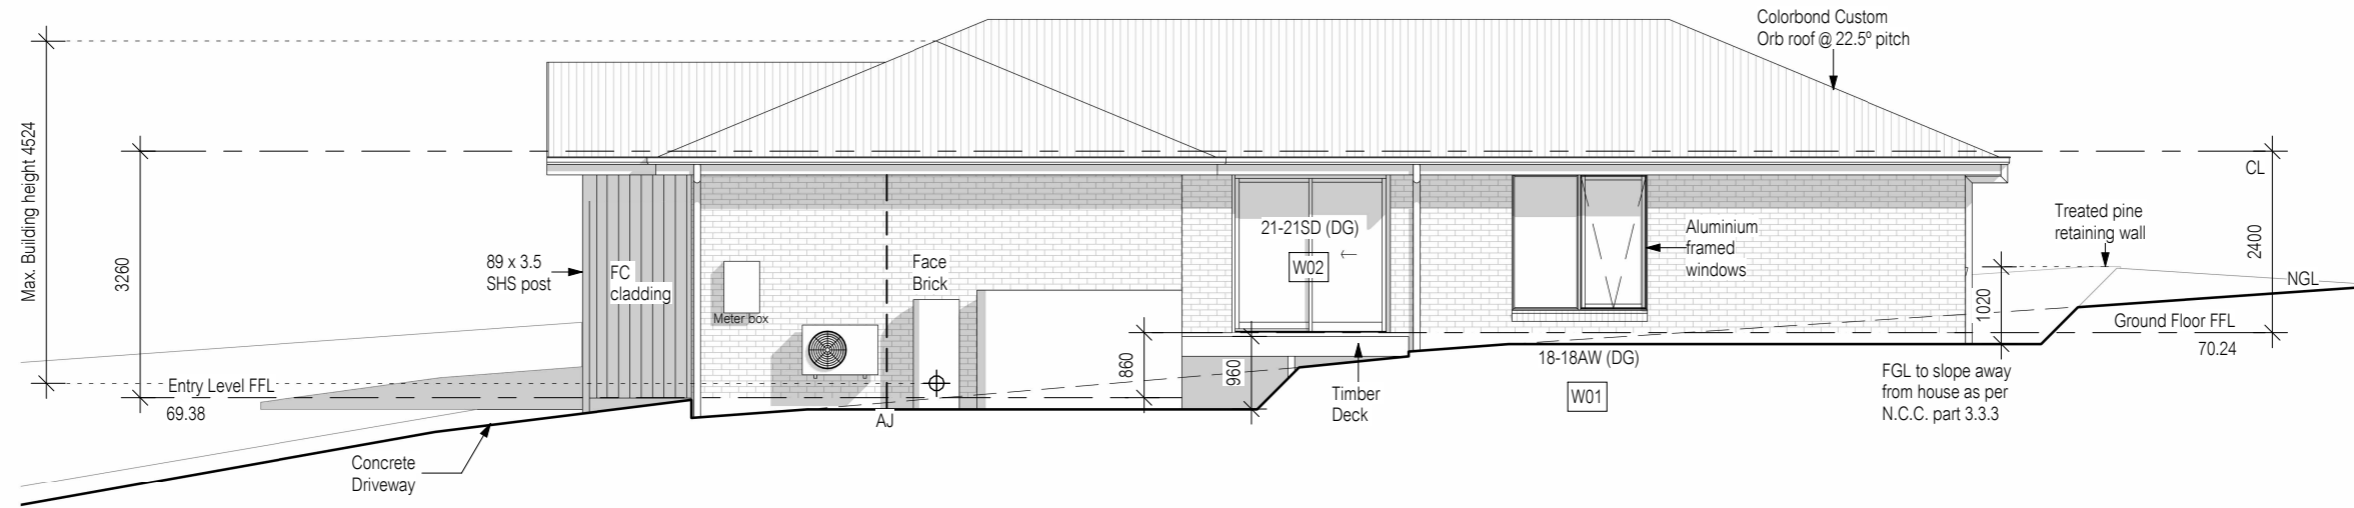 Colorbond Custom
Orb roof @ 22.5º pitch
Max. Building height 4524
3260
CL
2400
89 x 3.5
SHS post
FC
cladding
Meter box
Face
Brick
21-21SD (DG)
W02
Aluminium
framed
windows
Treated pine
retaining wall
NGL
1020
Ground Floor FFL
70.24
Entry Level FFL
69.38
860
960
18-18AW (DG)
W01
Timber
Deck
FGL to slope away
from house as per
N.C.C. part 3.3.3
AJ
Concrete
Driveway